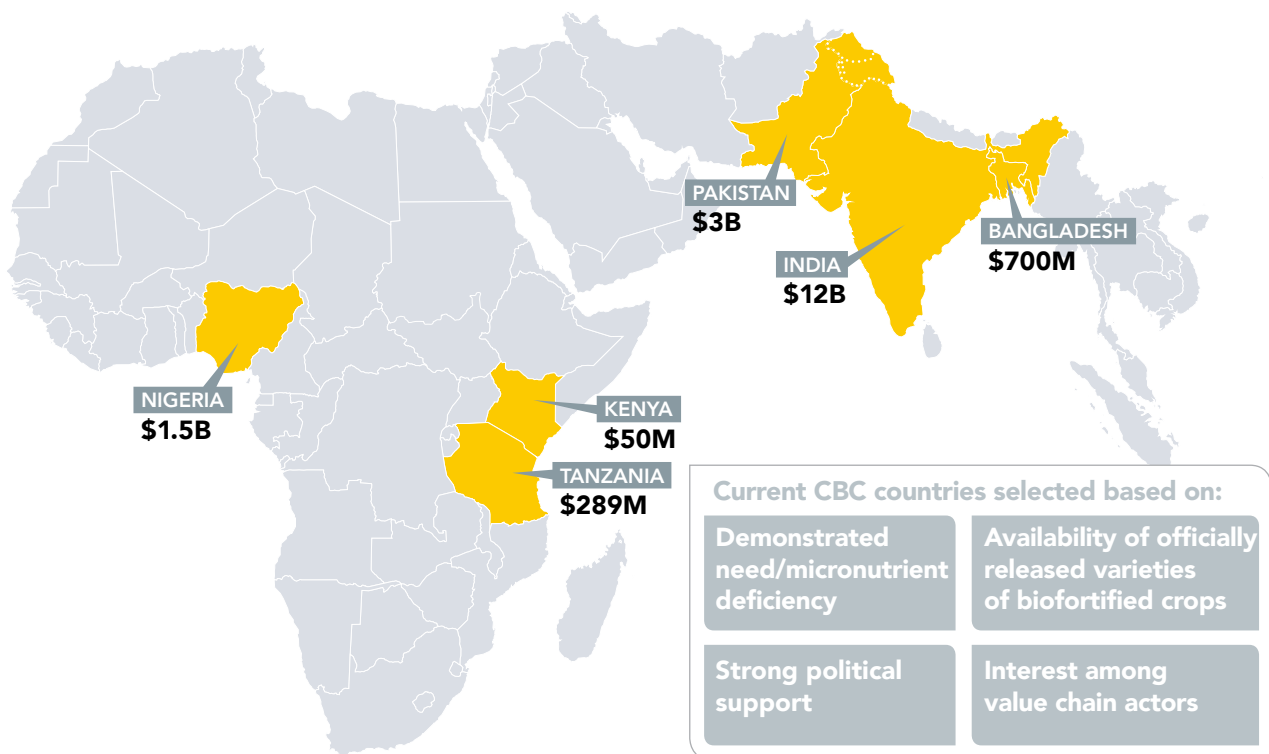 PAKISTAN
$3B
INDIA
$12B
BANGLADESH
$700M
NIGERIA
$1.5B
KENYA
$50M
TANZANIA
$289M
Current CBC countries selected based on:
Demonstrated
need/micronutrient
deficiency
Availability of officially
released varieties
of biofortified crops
Strong political
support
Interest among
value chain actors